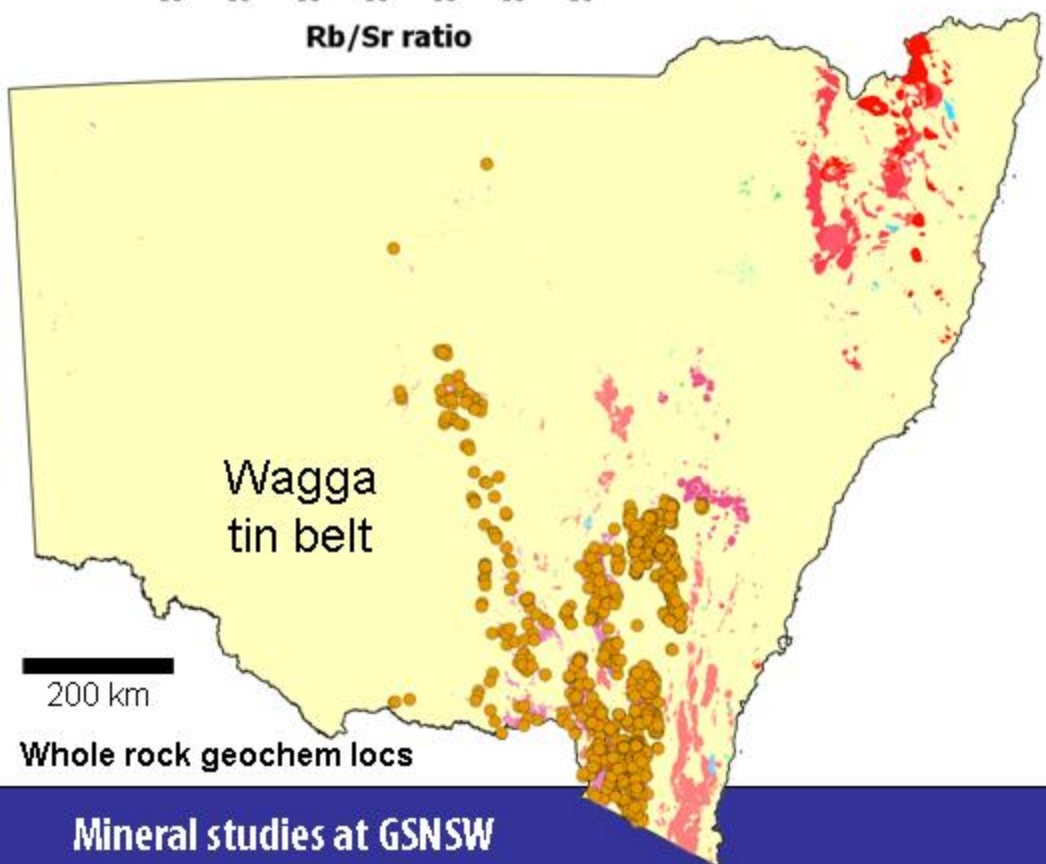 Rb/Sr ratio
Wagga
tin belt
200 km
Whole rock geochem locs
Mineral studies at GSNSW